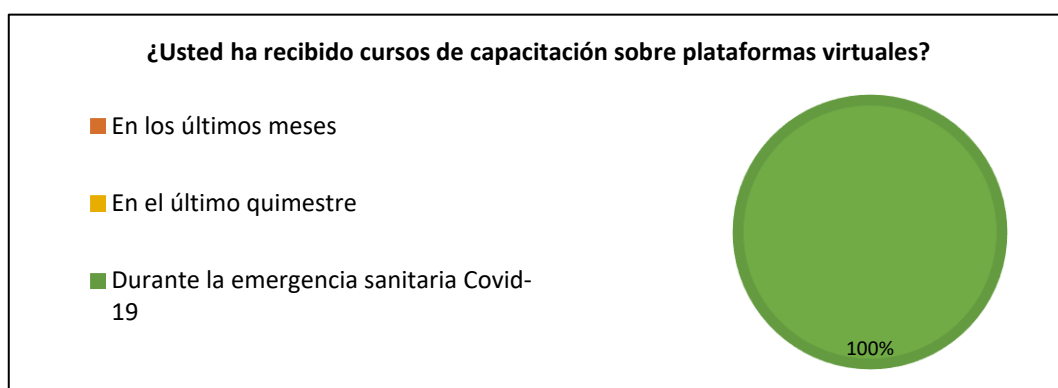 ¿Usted ha recibido cursos de capacitación sobre plataformas virtuales?
En los últimos meses
En el último quimestre
Durante la emergencia sanitaria Covid-
19
100%